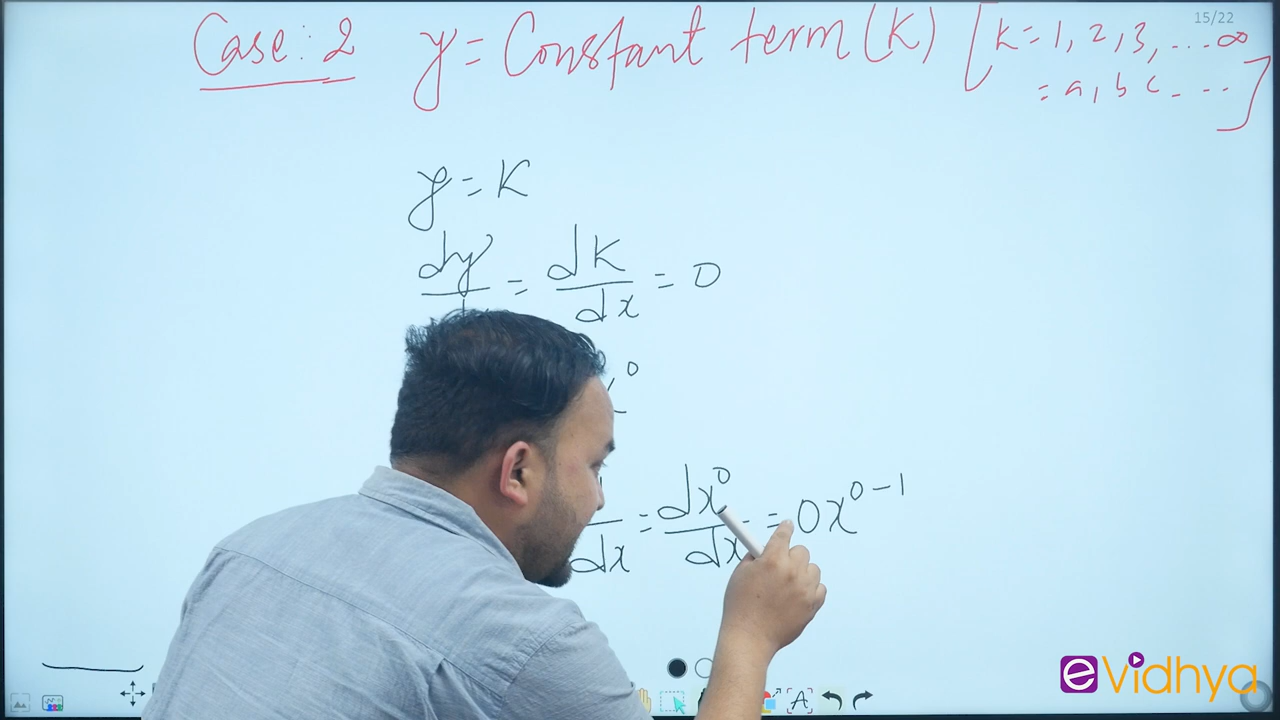 15/22
Case: 2 y = Constant term (K) [K = 1, 2, 3, ... ∞
= a, b c ... ]
y = K
dy = dK/dx = 0
x⁰
dx = dx⁰/dx = 0x⁰⁻¹
eVidhya